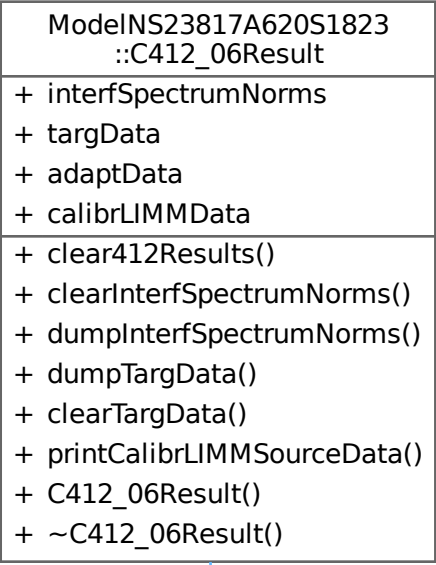 ModelNS23817A620S1823
::C412_06Result
+ interfSpectrumNorms
+ targData
+ adaptData
+ calibrLIMMData
+ clear412Results()
+ clearInterfSpectrumNorms()
+ dumpInterfSpectrumNorms()
+ dumpTargData()
+ clearTargData()
+ printCalibrLIMMSourceData()
+ C412_06Result()
+ ~C412_06Result()